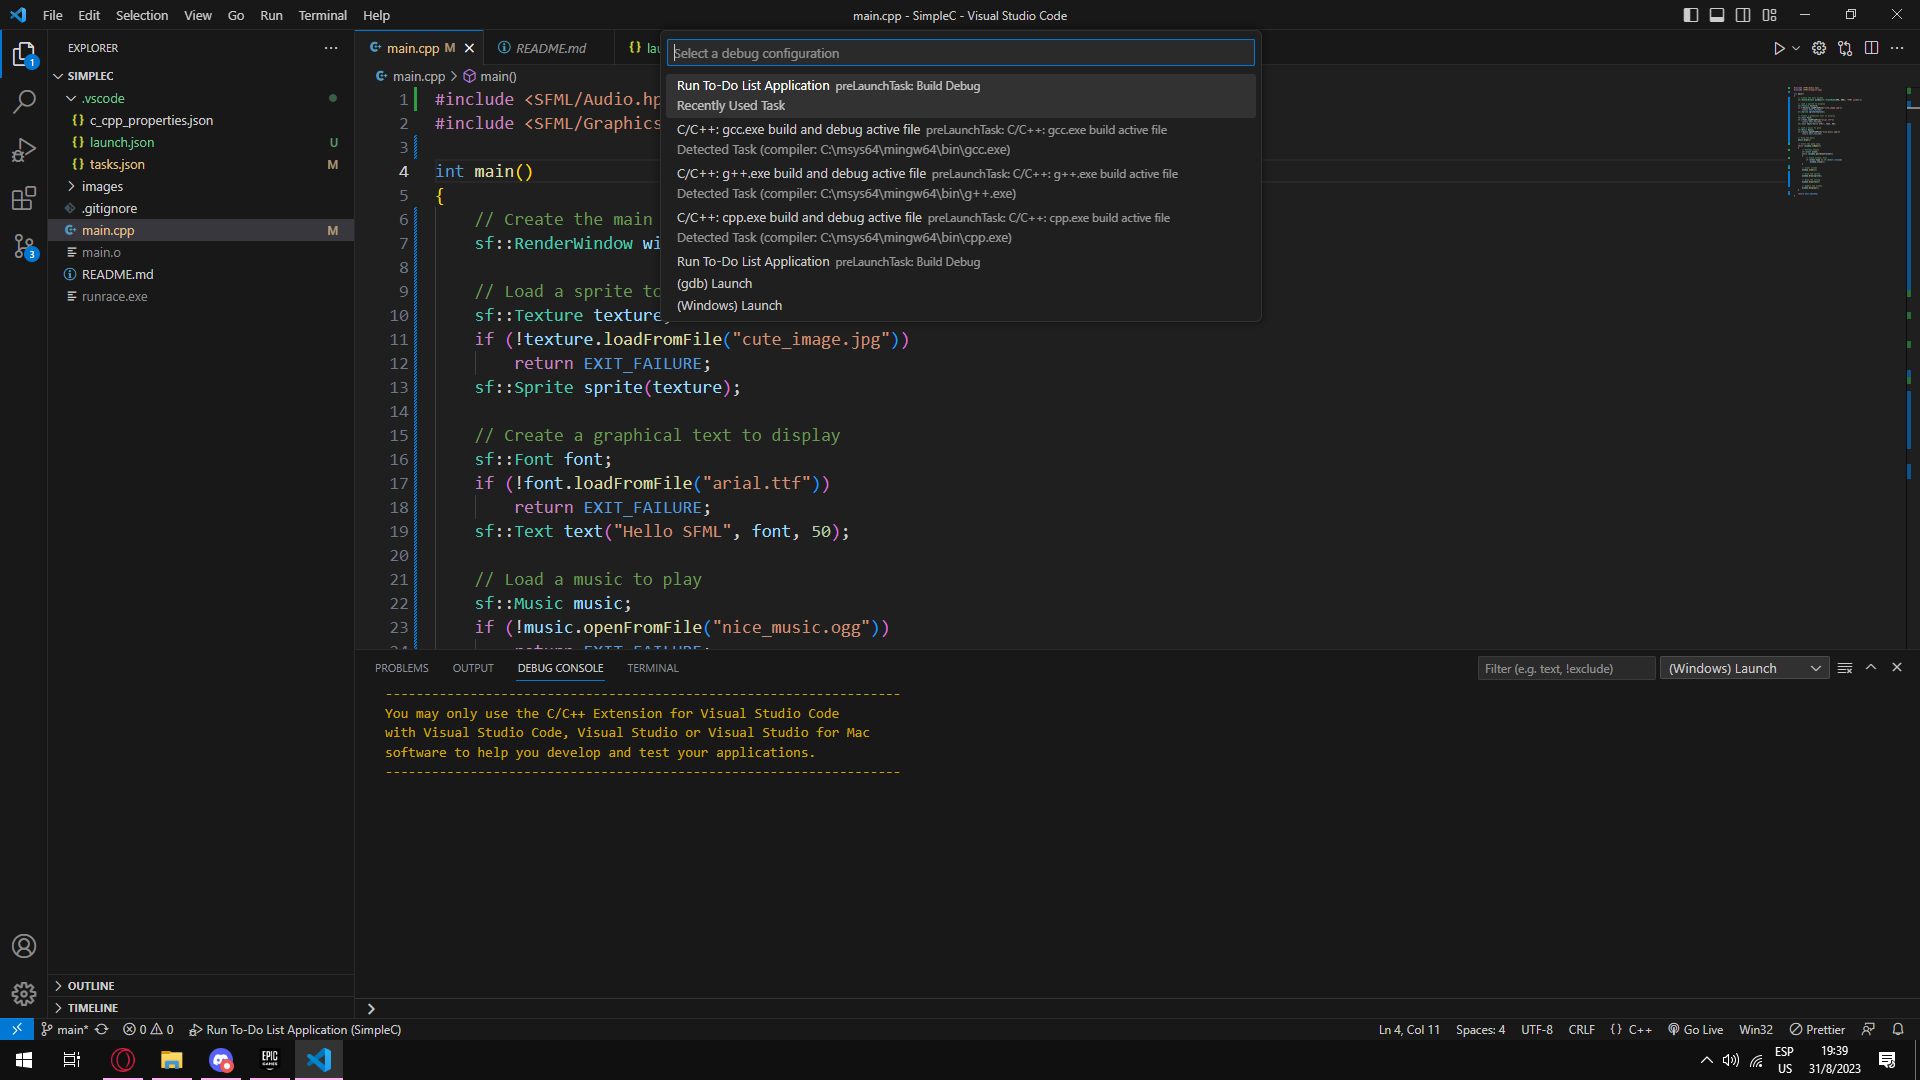 File Edit Selection View Go Run Terminal Help
main.cpp - SimpleC - Visual Studio Code
EXPLORER
SIMPLEC
.vscode
c_cpp_properties.json
launch.json U
tasks.json M
images
.gitignore
main.cpp M
main.o
README.md
runrace.exe
OUTLINE
TIMELINE
1
3
main.cpp M
README.md
main.cpp > main()
Select a debug configuration
Run To-Do List Application preLaunchTask: Build Debug
Recently Used Task
C/C++: gcc.exe build and debug active file preLaunchTask: C/C++: gcc.exe build active file
Detected Task (compiler: C:\msys64\mingw64\bin\gcc.exe)
C/C++: g++.exe build and debug active file preLaunchTask: C/C++: g++.exe build active file
Detected Task (compiler: C:\msys64\mingw64\bin\g++.exe)
C/C++: cpp.exe build and debug active file preLaunchTask: C/C++: cpp.exe build active file
Detected Task (compiler: C:\msys64\mingw64\bin\cpp.exe)
Run To-Do List Application preLaunchTask: Build Debug
(gdb) Launch
(Windows) Launch
1 #include <SFML/Audio.hp
2 #include <SFML/Graphics
3
4 int main()
5 {
6 // Create the main
7 sf::RenderWindow wi
8
9 // Load a sprite to
10 sf::Texture texture;
11 if (!texture.loadFromFile("cute_image.jpg"))
12 return EXIT_FAILURE;
13 sf::Sprite sprite(texture);
14
15 // Create a graphical text to display
16 sf::Font font;
17 if (!font.loadFromFile("arial.ttf"))
18 return EXIT_FAILURE;
19 sf::Text text("Hello SFML", font, 50);
20
21 // Load a music to play
22 sf::Music music;
23 if (!music.openFromFile("nice_music.ogg"))
24 return EXIT_FAILURE;
PROBLEMS OUTPUT DEBUG CONSOLE TERMINAL
Filter (e.g. text, !exclude) (Windows) Launch
-------------------------------------------------------------------
You may only use the C/C++ Extension for Visual Studio Code
with Visual Studio Code, Visual Studio or Visual Studio for Mac
software to help you develop and test your applications.
-------------------------------------------------------------------
main* 0 0 Run To-Do List Application (SimpleC)
Ln 4, Col 11 Spaces: 4 UTF-8 CRLF {} C++ Go Live Win32 Prettier
EPIC GAMES
ESP
US
19:39
31/8/2023